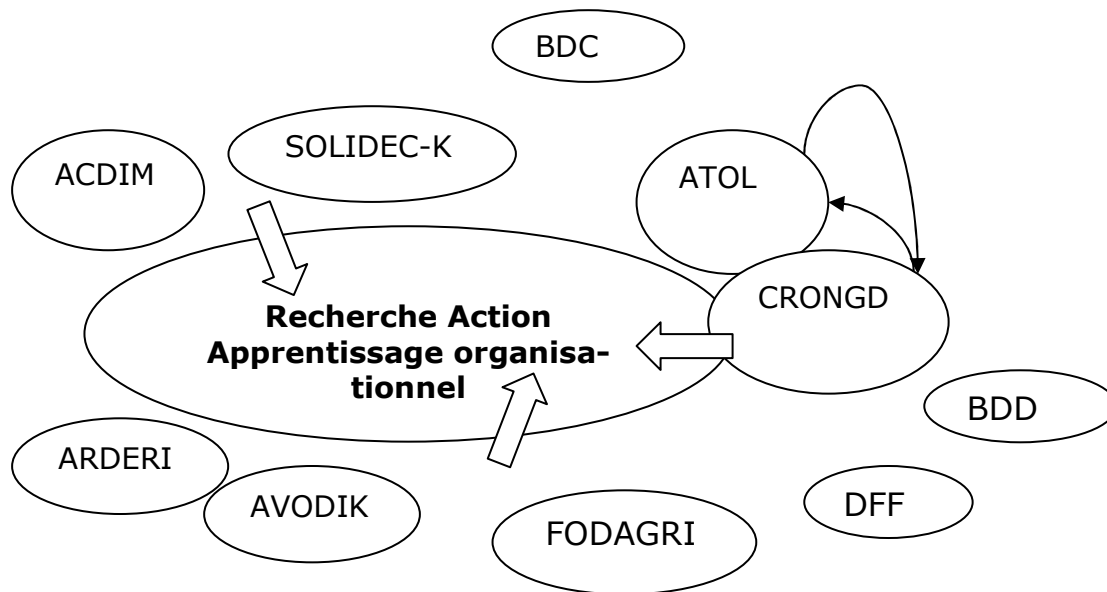 BDC
SOLIDEC-K
ACDIM
ATOL
CRONGD
Recherche Action
Apprentissage organisa-
tionnel
BDD
ARDERI
AVODIK
DFF
FODAGRI